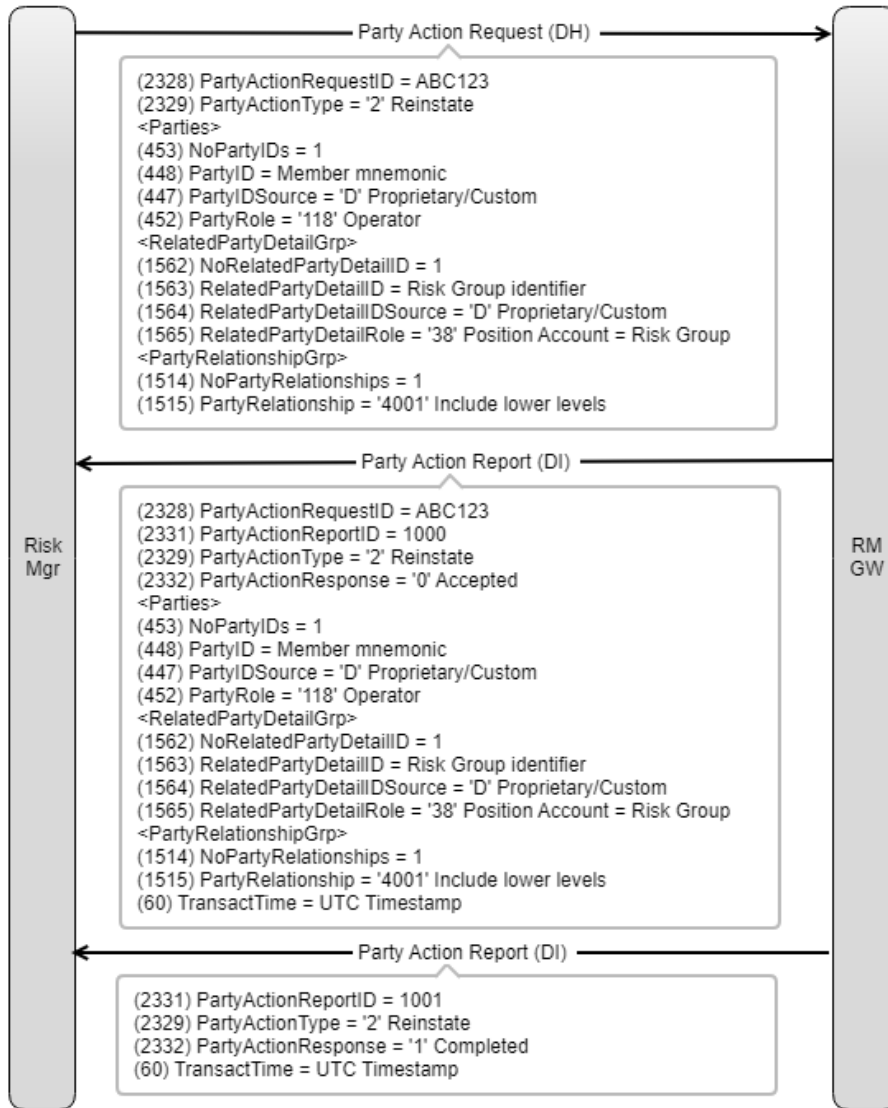 Party Action Request (DH)
(2328) PartyActionRequestID = ABC123
(2329) PartyActionType = '2' Reinstate
<Parties>
(453) NoPartyIDs = 1
(448) PartyID = Member mnemonic
(447) PartyIDSource = 'D' Proprietary/Custom
(452) PartyRole = '118' Operator
<RelatedPartyDetailGrp>
(1562) NoRelatedPartyDetailID = 1
(1563) RelatedPartyDetailID = Risk Group identifier
(1564) RelatedPartyDetailIDSource = 'D' Proprietary/Custom
(1565) RelatedPartyDetailRole = '38' Position Account = Risk Group
<PartyRelationshipGrp>
(1514) NoPartyRelationships = 1
(1515) PartyRelationship = '4001' Include lower levels
Party Action Report (DI)
(2328) PartyActionRequestID = ABC123
(2331) PartyActionReportID = 1000
(2329) PartyActionType = '2' Reinstate
(2332) PartyActionResponse = '0' Accepted
<Parties>
(453) NoPartyIDs = 1
(448) PartyID = Member mnemonic
(447) PartyIDSource = 'D' Proprietary/Custom
(452) PartyRole = '118' Operator
<RelatedPartyDetailGrp>
(1562) NoRelatedPartyDetailID = 1
(1563) RelatedPartyDetailID = Risk Group identifier
(1564) RelatedPartyDetailIDSource = 'D' Proprietary/Custom
(1565) RelatedPartyDetailRole = '38' Position Account = Risk Group
<PartyRelationshipGrp>
(1514) NoPartyRelationships = 1
(1515) PartyRelationship = '4001' Include lower levels
(60) TransactTime = UTC Timestamp
Risk
Mgr
RM
GW
Party Action Report (DI)
(2331) PartyActionReportID = 1001
(2329) PartyActionType = '2' Reinstate
(2332) PartyActionResponse = '1' Completed
(60) TransactTime = UTC Timestamp